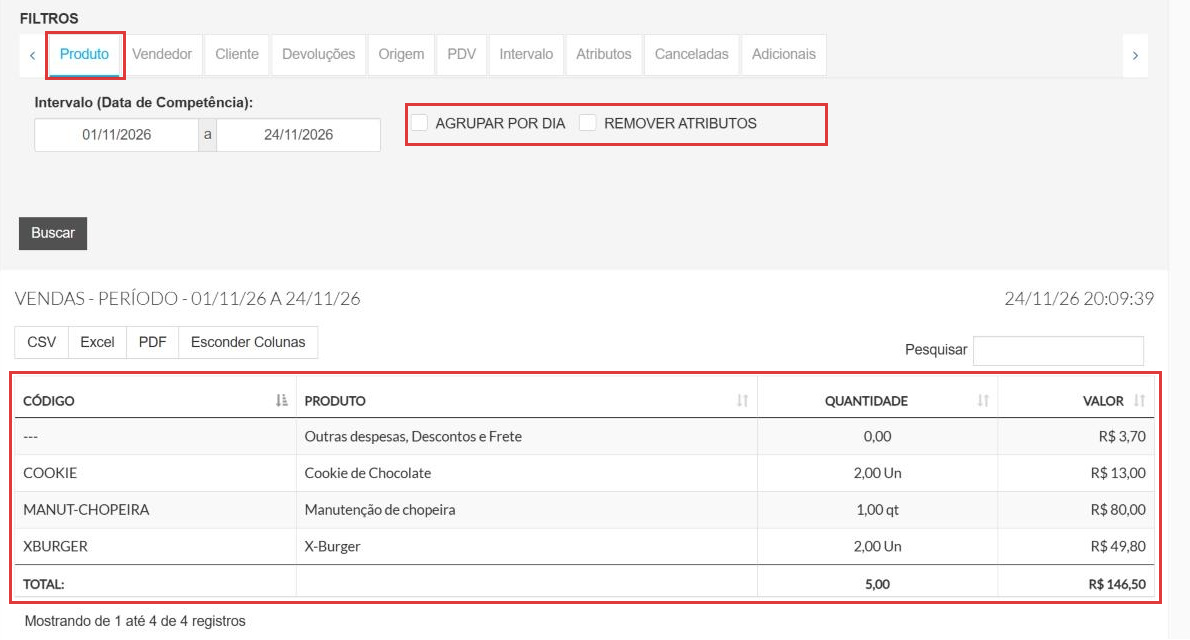 FILTROS
‹ Produto Vendedor Cliente Devoluções Origem PDV Intervalo Atributos Canceladas Adicionais ›
Intervalo (Data de Competência):
01/11/2026 a 24/11/2026 AGRUPAR POR DIA REMOVER ATRIBUTOS
Buscar
VENDAS - PERÍODO - 01/11/26 A 24/11/26 24/11/26 20:09:39
CSV Excel PDF Esconder Colunas
Pesquisar
CÓDIGO PRODUTO QUANTIDADE VALOR
--- Outras despesas, Descontos e Frete 0,00 R$ 3,70
COOKIE Cookie de Chocolate 2,00 Un R$ 13,00
MANUT-CHOPEIRA Manutenção de chopeira 1,00 qt R$ 80,00
XBURGER X-Burger 2,00 Un R$ 49,80
TOTAL: 5,00 R$ 146,50
Mostrando de 1 até 4 de 4 registros